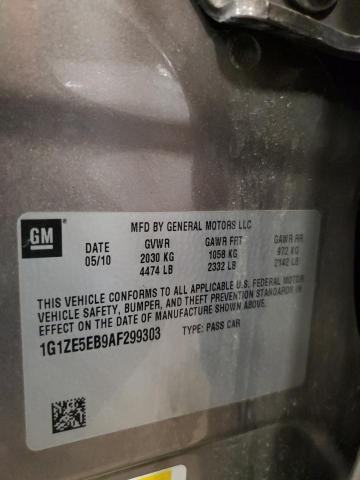 GM
MFD BY GENERAL MOTORS LLC
DATE GVWR GAWR FRT GAWR RR
05/10 2030 KG 1058 KG 972 KG
4474 LB 2332 LB 2142 LB
THIS VEHICLE CONFORMS TO ALL APPLICABLE U.S. FEDERAL MOTOR
VEHICLE SAFETY, BUMPER, AND THEFT PREVENTION STANDARDS IN
EFFECT ON THE DATE OF MANUFACTURE SHOWN ABOVE.
1G1ZE5EB9AF299303 TYPE: PASS CAR